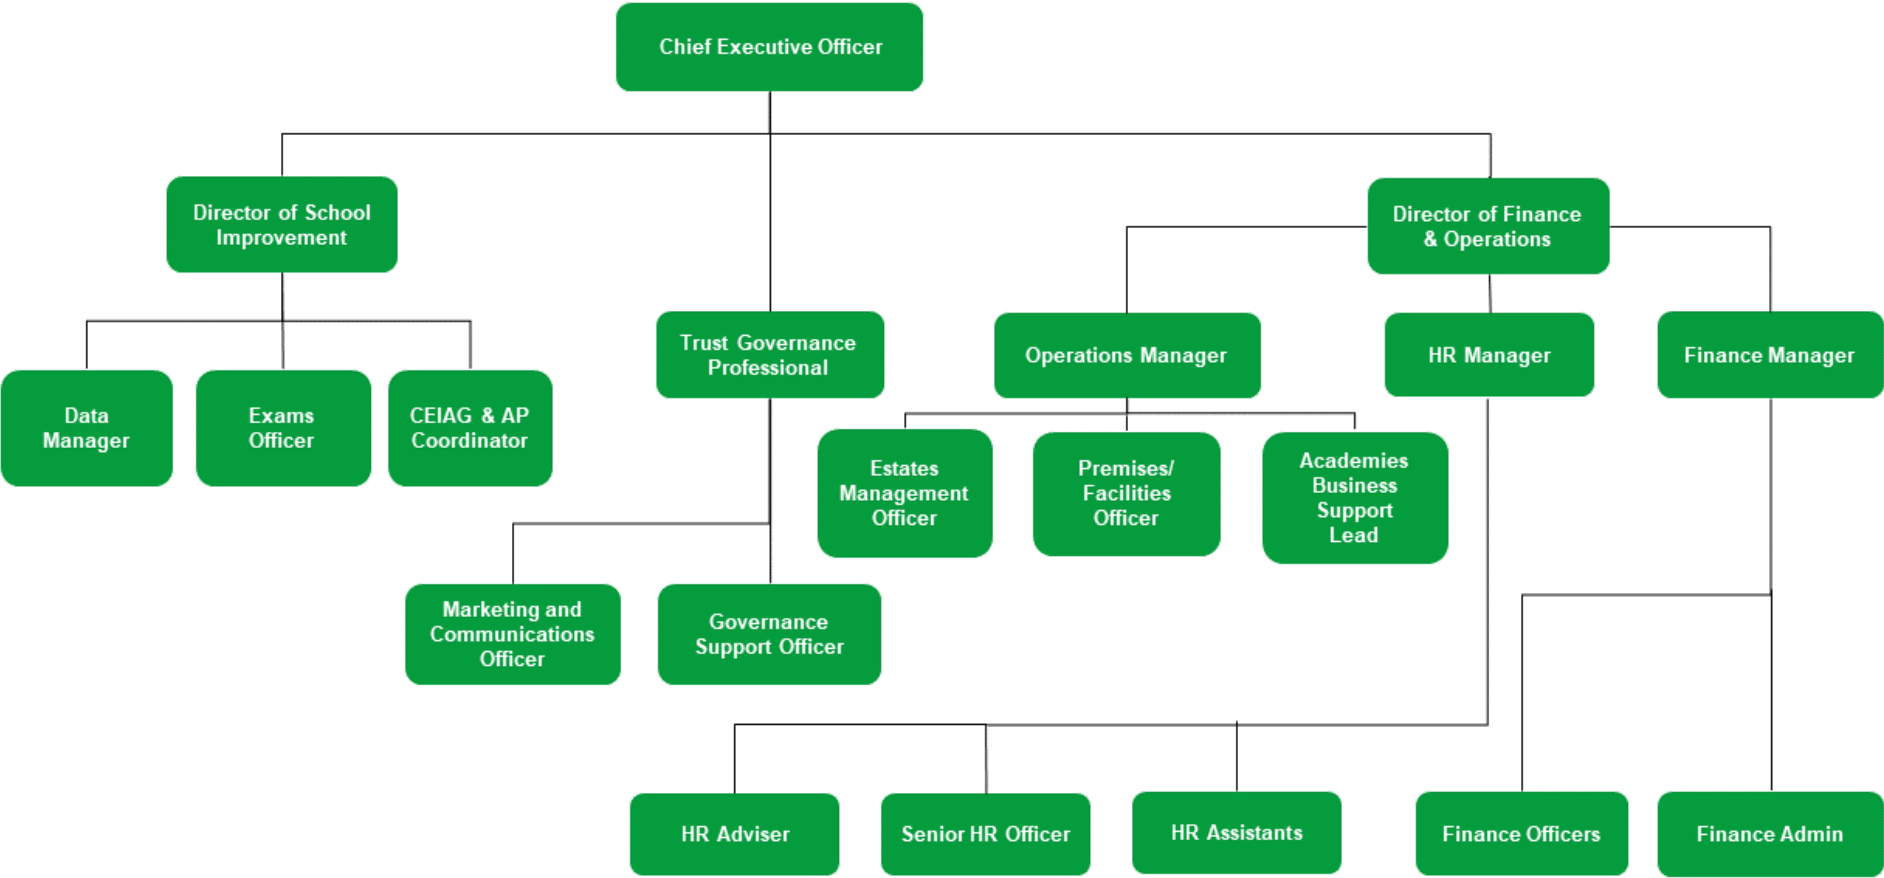 Chief Executive Officer
Director of School
Improvement
Director of Finance
& Operations
Trust Governance
Professional
Operations Manager
HR Manager
Finance Manager
Data
Manager
Exams
Officer
CEIAG & AP
Coordinator
Estates
Management
Officer
Premises/
Facilities
Officer
Academies
Business
Support
Lead
Marketing and
Communications
Officer
Governance
Support Officer
HR Adviser
Senior HR Officer
HR Assistants
Finance Officers
Finance Admin